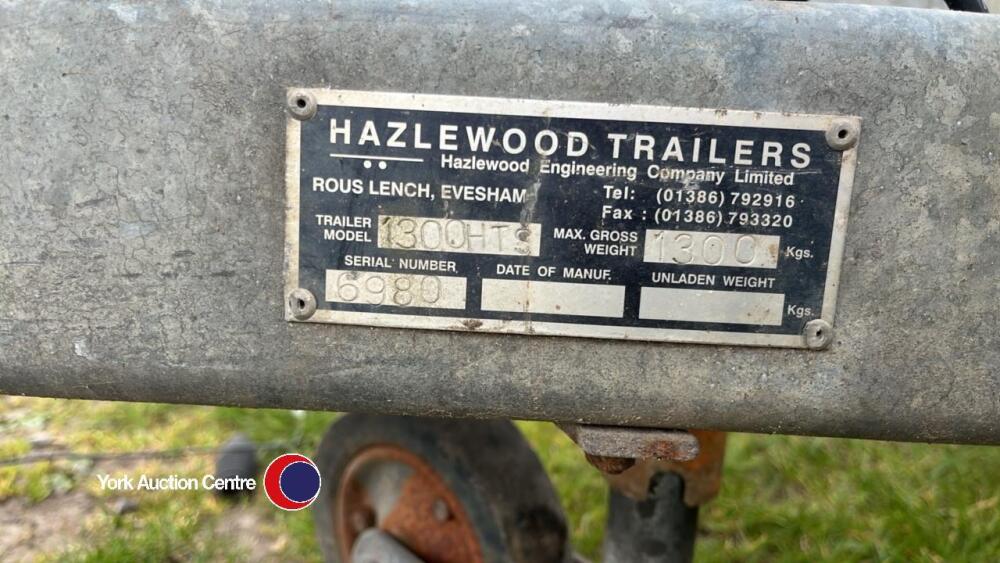 HAZLEWOOD TRAILERS
Hazlewood Engineering Company Limited
ROUS LENCH, EVESHAM
Tel: (01386) 792916
Fax : (01386) 793320
TRAILER MODEL 1300HTS
MAX. GROSS WEIGHT 1300 Kgs.
SERIAL NUMBER 6980
DATE OF MANUF.
UNLADEN WEIGHT Kgs.
York Auction Centre